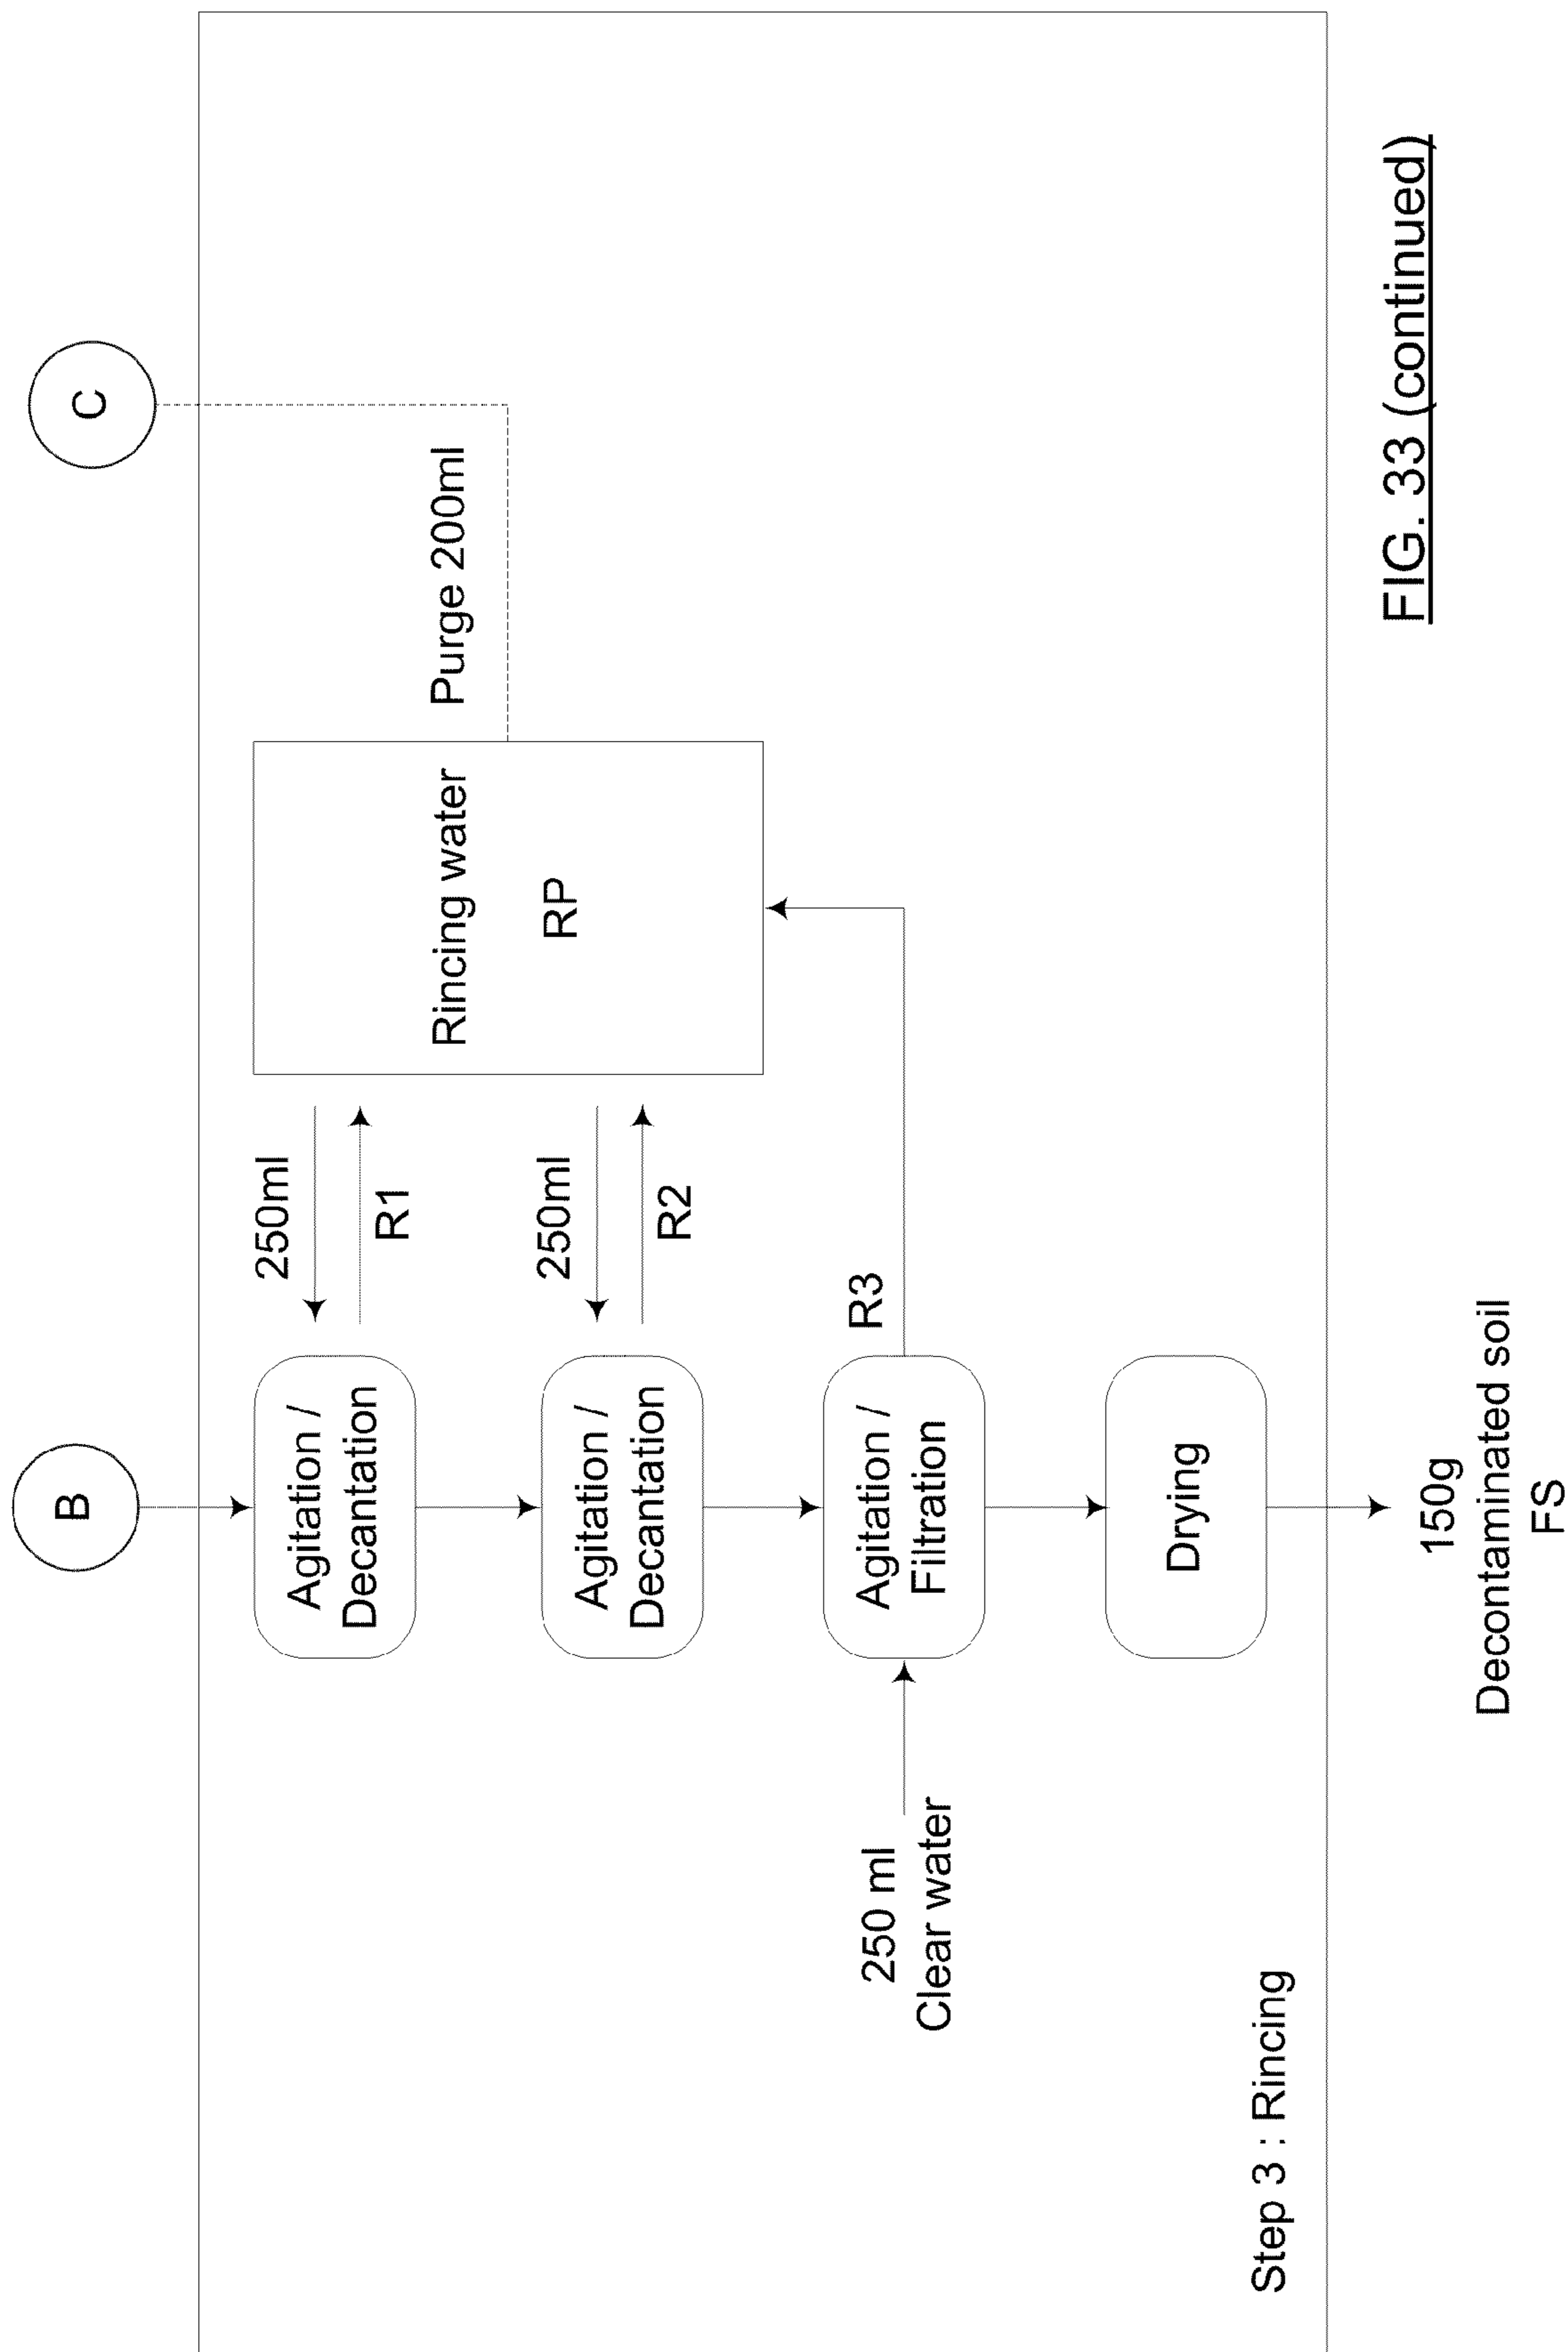 B
C
Agitation /
Decantation
250ml
R1
Rincing water
RP
Purge 200ml
Agitation /
Decantation
250ml
R2
250 ml
Clear water
Agitation /
Filtration
R3
Drying
Step 3 : Rincing
150g
Decontaminated soil
FS
FIG. 33 (continued)